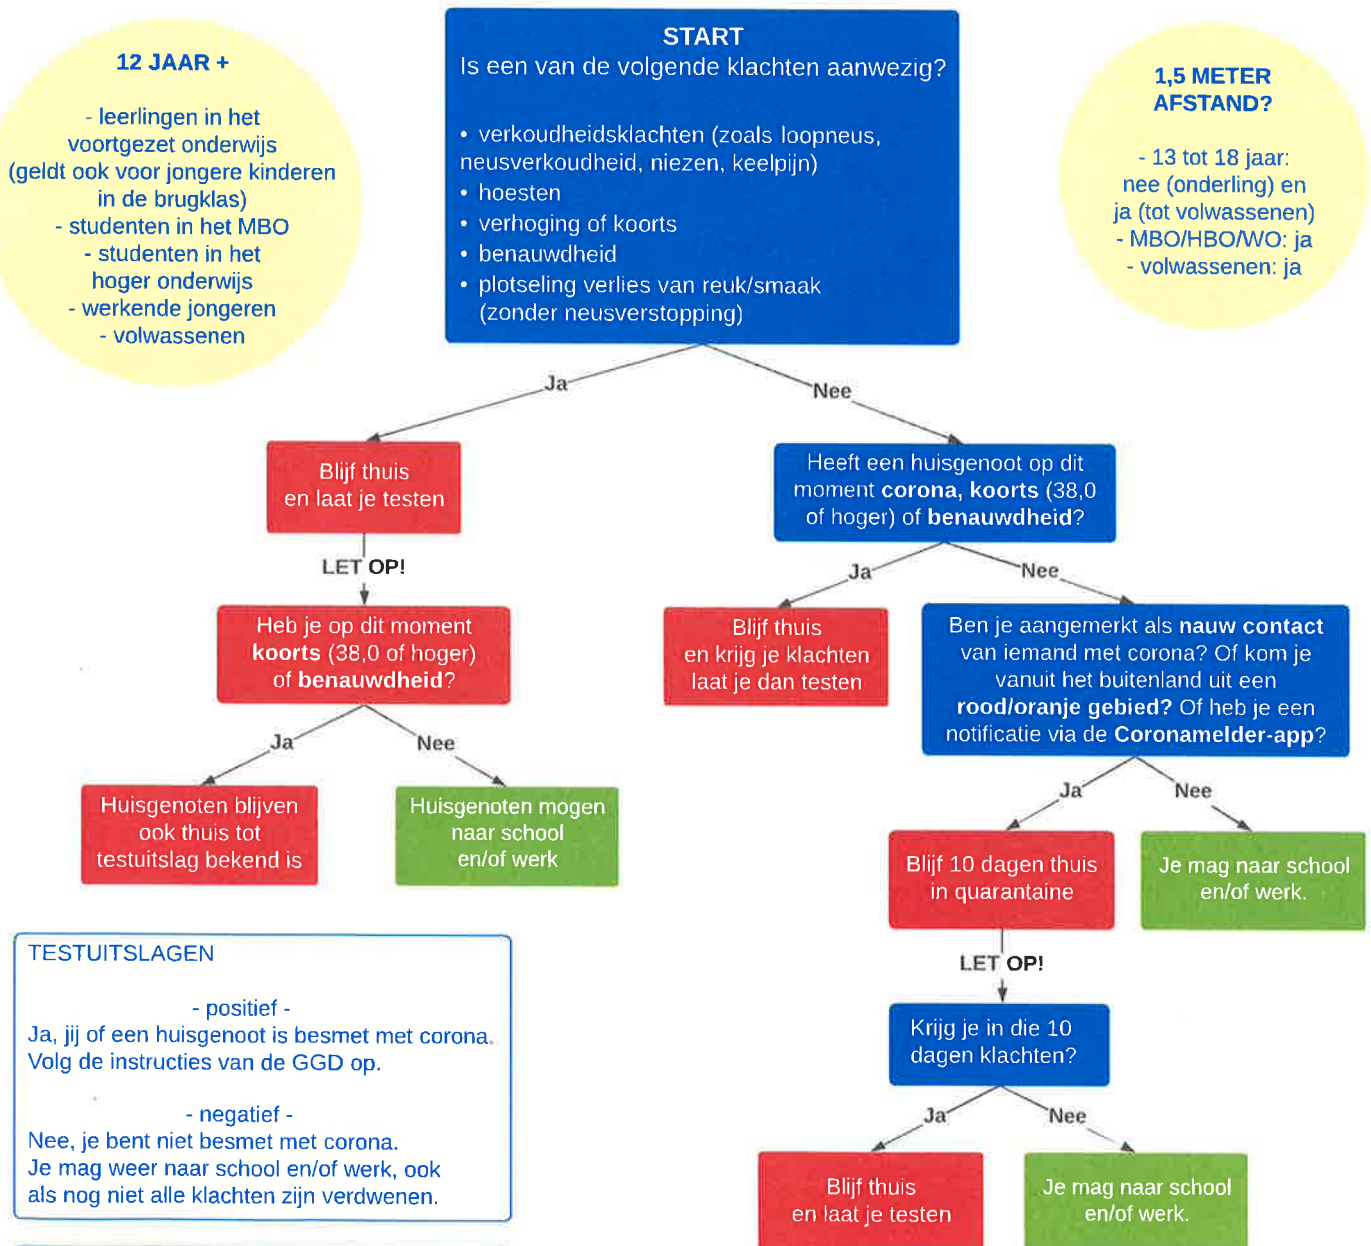 12 JAAR +
- leerlingen in het
voortgezet onderwijs
(geldt ook voor jongere kinderen
in de brugklas)
- studenten in het MBO
- studenten in het
hoger onderwijs
- werkende jongeren
- volwassenen
START
Is een van de volgende klachten aanwezig?
• verkoudheidsklachten (zoals loopneus,
neusverkoudheid, niezen, keelpijn)
• hoesten
• verhoging of koorts
• benauwdheid
• plotseling verlies van reuk/smaak
(zonder neusverstopping)
1,5 METER
AFSTAND?
- 13 tot 18 jaar:
nee (onderling) en
ja (tot volwassenen)
- MBO/HBO/WO: ja
- volwassenen: ja
Ja
Nee
Blijf thuis
en laat je testen
LET OP!
Heb je op dit moment
koorts (38,0 of hoger)
of benauwdheid?
Ja
Nee
Huisgenoten blijven
ook thuis tot
testuitslag bekend is
Huisgenoten mogen
naar school
en/of werk
Heeft een huisgenoot op dit
moment corona, koorts (38,0
of hoger) of benauwdheid?
Ja
Nee
Blijf thuis
en krijg je klachten
laat je dan testen
Ben je aangemerkt als nauw contact
van iemand met corona? Of kom je
vanuit het buitenland uit een
rood/oranje gebied? Of heb je een
notificatie via de Coronamelder-app?
Ja
Nee
Blijf 10 dagen thuis
in quarantaine
Je mag naar school
en/of werk.
LET OP!
Krijg je in die 10
dagen klachten?
Ja
Nee
Blijf thuis
en laat je testen
Je mag naar school
en/of werk.
TESTUITSLAGEN
- positief -
Ja, jij of een huisgenoot is besmet met corona.
Volg de instructies van de GGD op.
- negatief -
Nee, je bent niet besmet met corona.
Je mag weer naar school en/of werk, ook
als nog niet alle klachten zijn verdwenen.